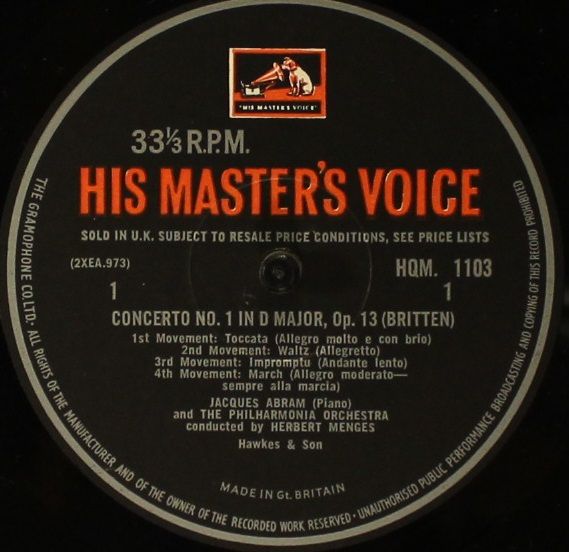 "HIS MASTER'S VOICE"
33⅓ R.P.M.
HIS MASTER'S VOICE
SOLD IN U.K. SUBJECT TO RESALE PRICE CONDITIONS, SEE PRICE LISTS
(2XEA.973) HQM. 1103
1 1
CONCERTO NO. 1 IN D MAJOR, Op. 13 (BRITTEN)
1st Movement: Toccata (Allegro molto e con brio)
2nd Movement: Waltz (Allegretto)
3rd Movement: Impromptu (Andante lento)
4th Movement: March (Allegro moderato—
sempre alla marcia)
JACQUES ABRAM (Piano)
and THE PHILHARMONIA ORCHESTRA
conducted by HERBERT MENGES
Hawkes & Son
MADE IN Gt. BRITAIN
THE GRAMOPHONE CO. LTD. · ALL RIGHTS OF THE MANUFACTURER AND OF THE OWNER OF THE RECORDED WORK RESERVED · UNAUTHORISED PUBLIC PERFORMANCE BROADCASTING AND COPYING OF THIS RECORD PROHIBITED